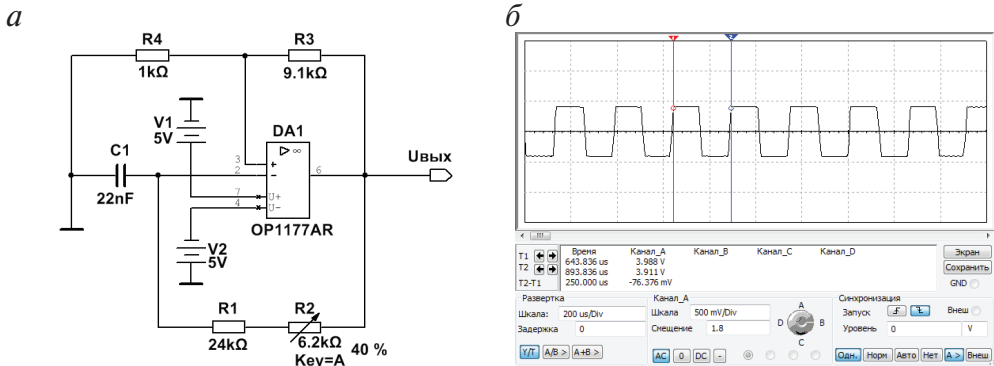 а
R4
1kΩ
R3
9.1kΩ
V1
5V
DA1
C1
22nF
▷ ∞
3
2
+
-
6
7
4
U+
U-
OP1177AR
Uвых
V2
5V
R1
24kΩ
R2
6.2kΩ
Key=A
40 %
б
1
2
T1
T2
T2-T1
Время Канал_A Канал_B Канал_C Канал_D
643.836 us 3.988 V
893.836 us 3.911 V
250.000 us -76.376 mV
Экран
Сохранить
GND
Развертка
Шкала: 200 us/Div
Задержка 0
Y/T A/B > A+B >
Канал_A
Шкала 500 mV/Div
Смещение 1.8
AC 0 DC -
A
B
C
D
Синхронизация
Запуск Внеш
Уровень 0 V
Одн. Норм Авто Нет A > Внеш